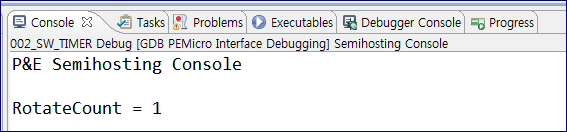 Console Tasks Problems Executables Debugger Console Progress
002_SW_TIMER Debug [GDB PEMicro Interface Debugging] Semihosting Console
P&E Semihosting Console
RotateCount = 1